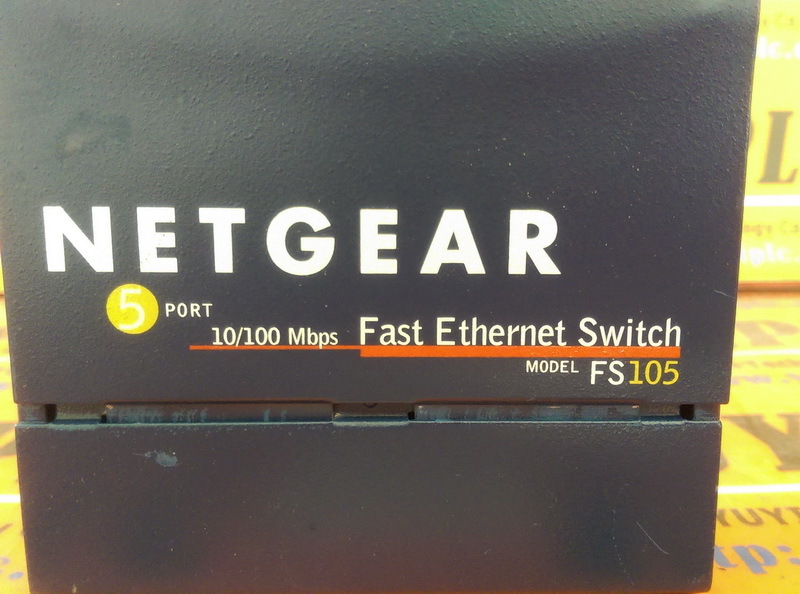 NETGEAR
5 PORT
10/100 Mbps Fast Ethernet Switch
MODEL FS105